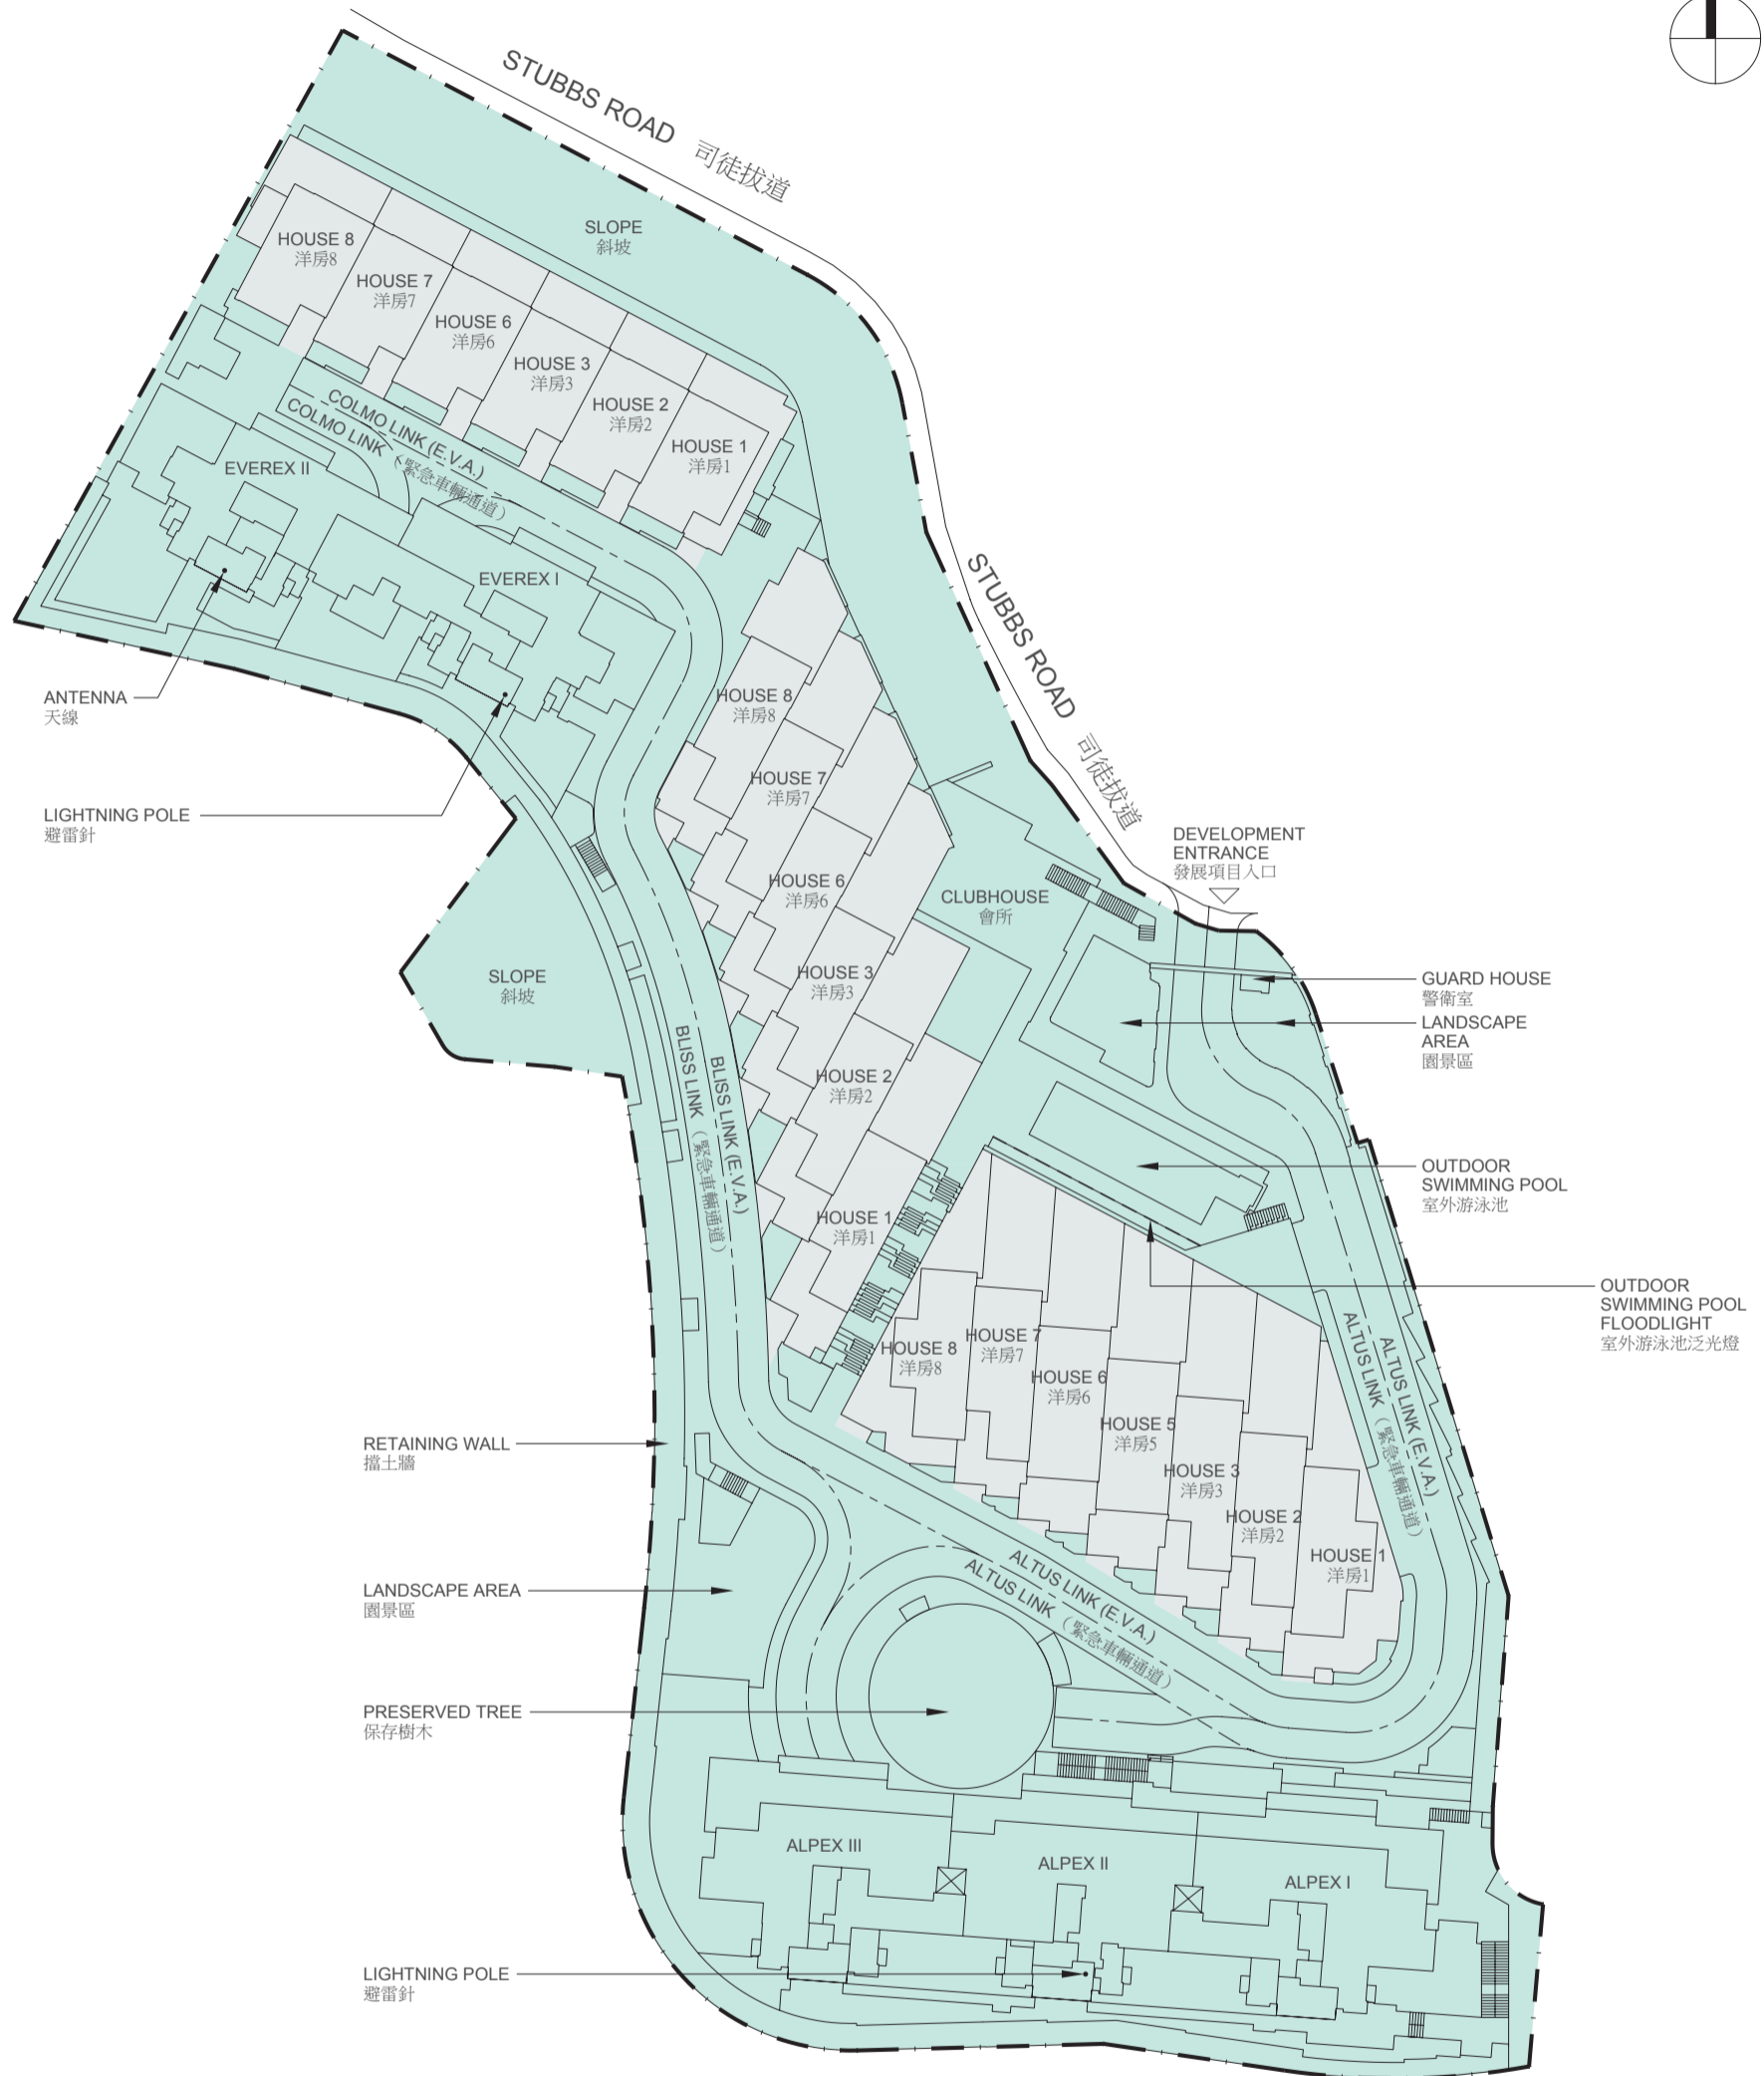 STUBBS ROAD 司徒拔道
SLOPE
斜坡
HOUSE 8
洋房8
HOUSE 7
洋房7
HOUSE 6
洋房6
HOUSE 3
洋房3
HOUSE 2
洋房2
HOUSE 1
洋房1
COLMO LINK (E.V.A.)
COLMO LINK（緊急車輛通道）
EVEREX II
EVEREX I
STUBBS ROAD 司徒拔道
ANTENNA
天線
LIGHTNING POLE
避雷針
HOUSE 8
洋房8
HOUSE 7
洋房7
HOUSE 6
洋房6
HOUSE 3
洋房3
HOUSE 2
洋房2
HOUSE 1
洋房1
DEVELOPMENT
ENTRANCE
發展項目入口
CLUBHOUSE
會所
SLOPE
斜坡
GUARD HOUSE
警衛室
LANDSCAPE
AREA
園景區
BLISS LINK (E.V.A.)
BLISS LINK（緊急車輛通道）
OUTDOOR
SWIMMING POOL
室外游泳池
OUTDOOR
SWIMMING POOL
FLOODLIGHT
室外游泳池泛光燈
HOUSE 8
洋房8
HOUSE 7
洋房7
HOUSE 6
洋房6
HOUSE 5
洋房5
HOUSE 3
洋房3
HOUSE 2
洋房2
HOUSE 1
洋房1
ALTUS LINK (E.V.A.)
ALTUS LINK（緊急車輛通道）
RETAINING WALL
擋土牆
ALTUS LINK (E.V.A.)
ALTUS LINK（緊急車輛通道）
LANDSCAPE AREA
園景區
PRESERVED TREE
保存樹木
ALPEX III
ALPEX II
ALPEX I
LIGHTNING POLE
避雷針